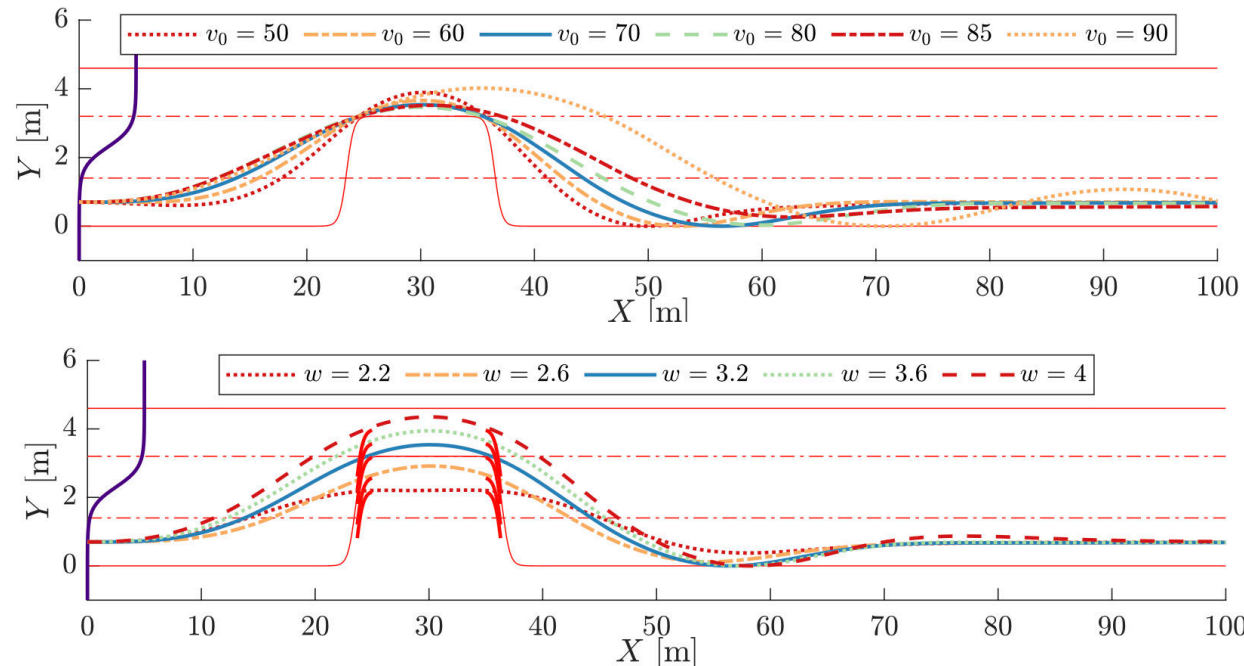 6
v₀ = 50 v₀ = 60 v₀ = 70 v₀ = 80 v₀ = 85 v₀ = 90
4
Y [m]
2
0
0 10 20 30 40 50 60 70 80 90 100
X [m]
6
w = 2.2 w = 2.6 w = 3.2 w = 3.6 w = 4
4
Y [m]
2
0
0 10 20 30 40 50 60 70 80 90 100
X [m]